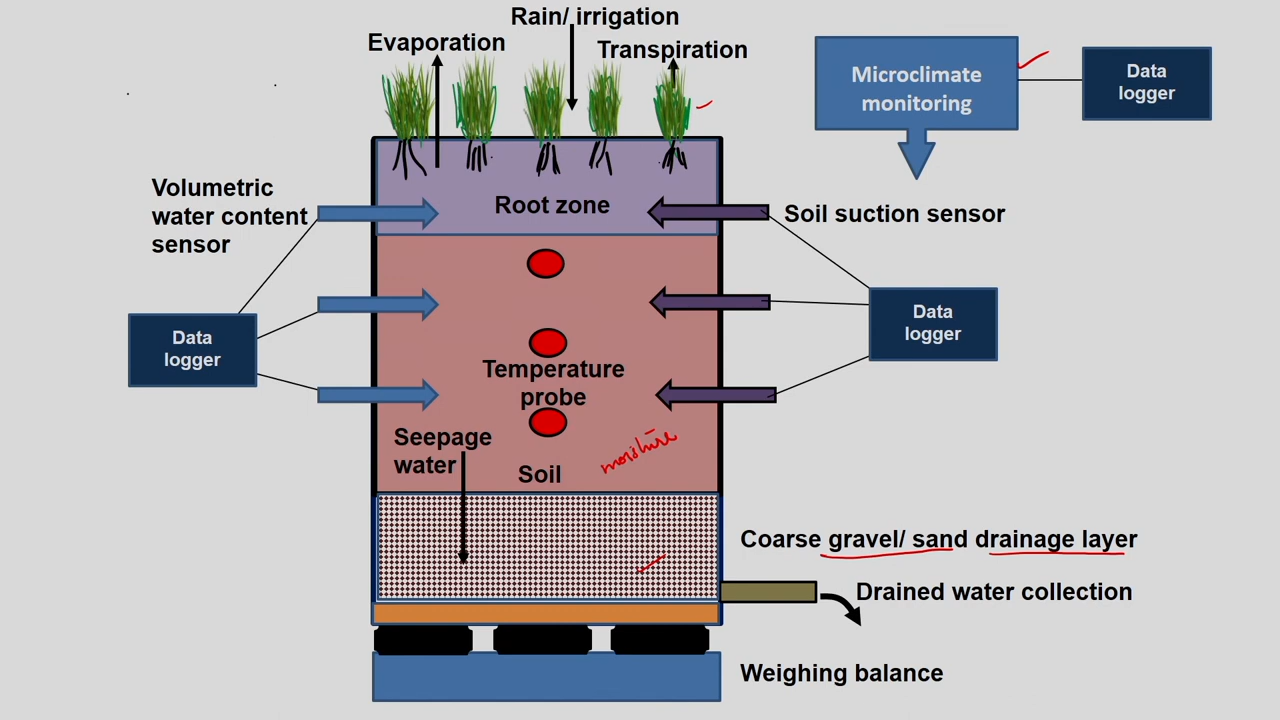 Rain/ irrigation
Evaporation
Transpiration
Microclimate
monitoring
Data
logger
Volumetric
water content
sensor
Root zone
Soil suction sensor
Data
logger
Data
logger
Temperature
probe
Seepage
water
moisture
Soil
Coarse gravel/ sand drainage layer
Drained water collection
Weighing balance